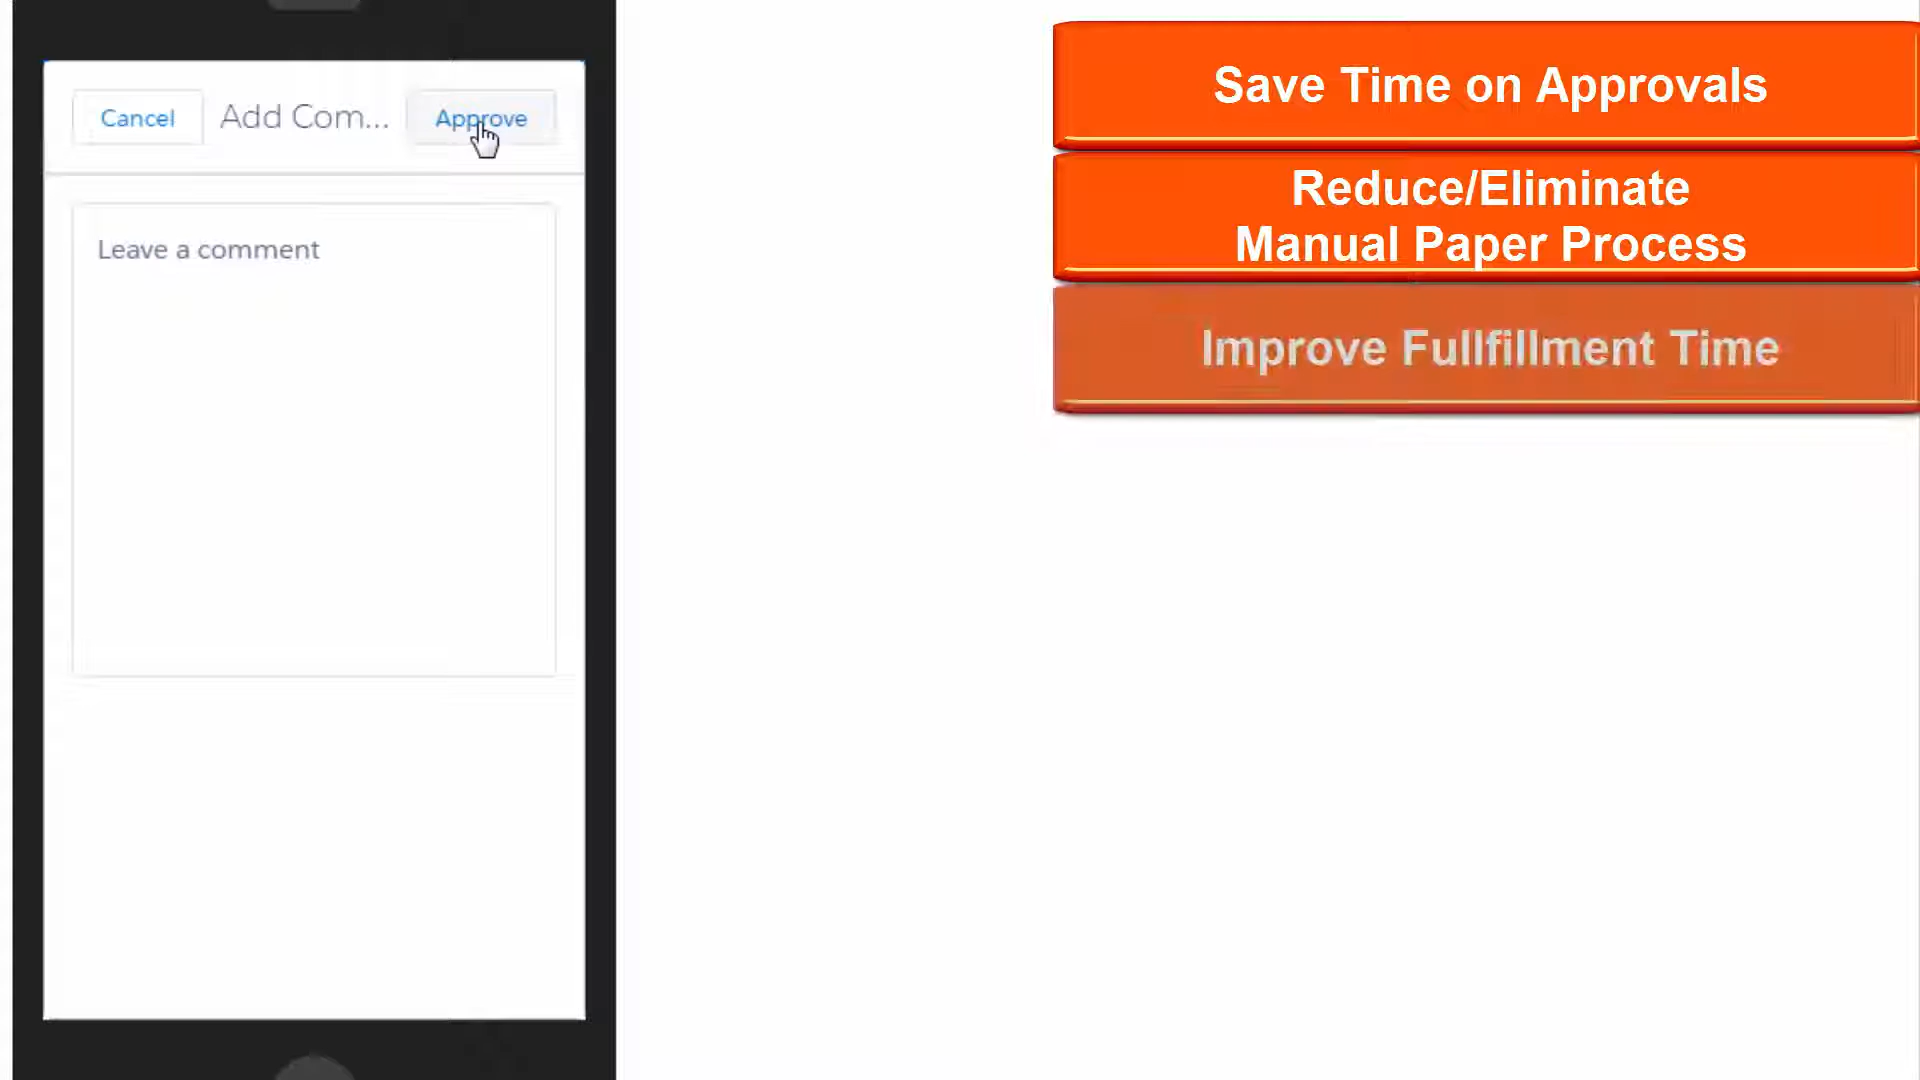 Cancel
Add Com...
Approve
Leave a comment
Save Time on Approvals
Reduce/Eliminate
Manual Paper Process
Improve Fullfillment Time